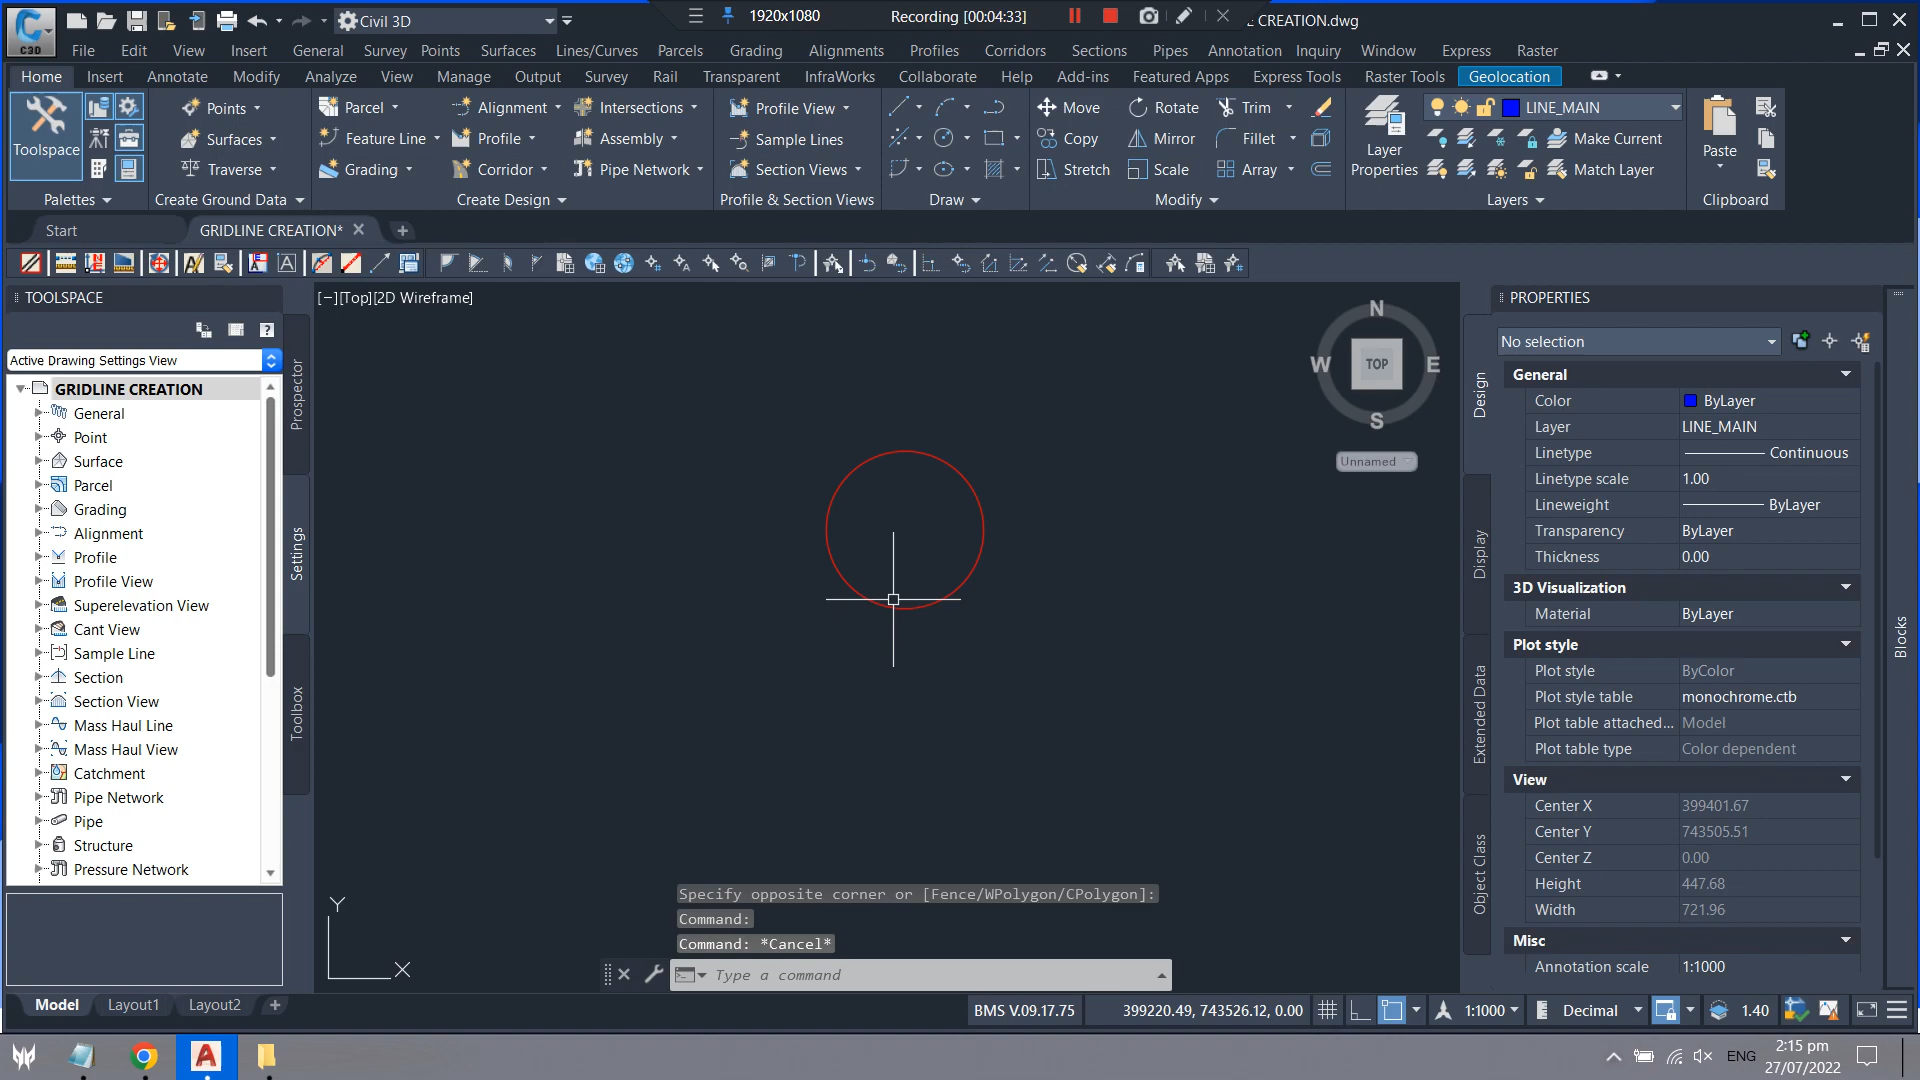 C3D
Civil 3D
1920x1080
Recording [00:04:33]
E CREATION.dwg
File Edit View Insert General Survey Points Surfaces Lines/Curves Parcels Grading Alignments Profiles Corridors Sections Pipes Annotation Inquiry Window Express Raster
Home Insert Annotate Modify Analyze View Manage Output Survey Rail Transparent InfraWorks Collaborate Help Add-ins Featured Apps Express Tools Raster Tools Geolocation
Toolspace
Palettes
Points
Surfaces
Traverse
Create Ground Data
Parcel
Feature Line
Grading
Alignment
Profile
Corridor
Intersections
Assembly
Pipe Network
Create Design
Profile View
Sample Lines
Section Views
Profile & Section Views
Draw
Move
Copy
Stretch
Rotate
Mirror
Scale
Trim
Fillet
Array
Modify
Layer
Properties
LINE_MAIN
Make Current
Match Layer
Layers
Paste
Clipboard
Start
GRIDLINE CREATION*
TOOLSPACE
Active Drawing Settings View
GRIDLINE CREATION
General
Point
Surface
Parcel
Grading
Alignment
Profile
Profile View
Superelevation View
Cant View
Sample Line
Section
Section View
Mass Haul Line
Mass Haul View
Catchment
Pipe Network
Pipe
Structure
Pressure Network
Prospector
Settings
Toolbox
[−][Top][2D Wireframe]
N
W
TOP
E
S
Unnamed
Y
X
Specify opposite corner or [Fence/WPolygon/CPolygon]:
Command:
Command: *Cancel*
Type a command
PROPERTIES
No selection
Design
Display
Extended Data
Object Class
Blocks
General
Color ByLayer
Layer LINE_MAIN
Linetype Continuous
Linetype scale 1.00
Lineweight ByLayer
Transparency ByLayer
Thickness 0.00
3D Visualization
Material ByLayer
Plot style
Plot style ByColor
Plot style table monochrome.ctb
Plot table attached... Model
Plot table type Color dependent
View
Center X 399401.67
Center Y 743505.51
Center Z 0.00
Height 447.68
Width 721.96
Misc
Annotation scale 1:1000
Model Layout1 Layout2
BMS V.09.17.75
399220.49, 743526.12, 0.00
1:1000
Decimal
1.40
ENG
2:15 pm
27/07/2022